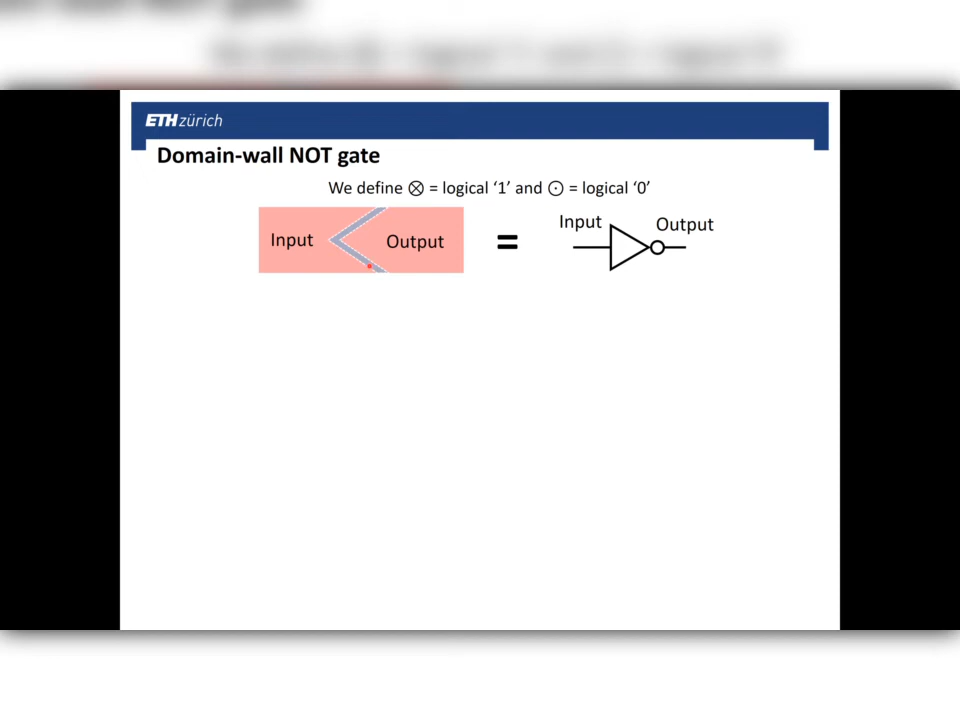 ETH zürich
Domain-wall NOT gate
We define ⊗ = logical ‘1’ and ⊙ = logical ‘0’
Input Output = Input Output